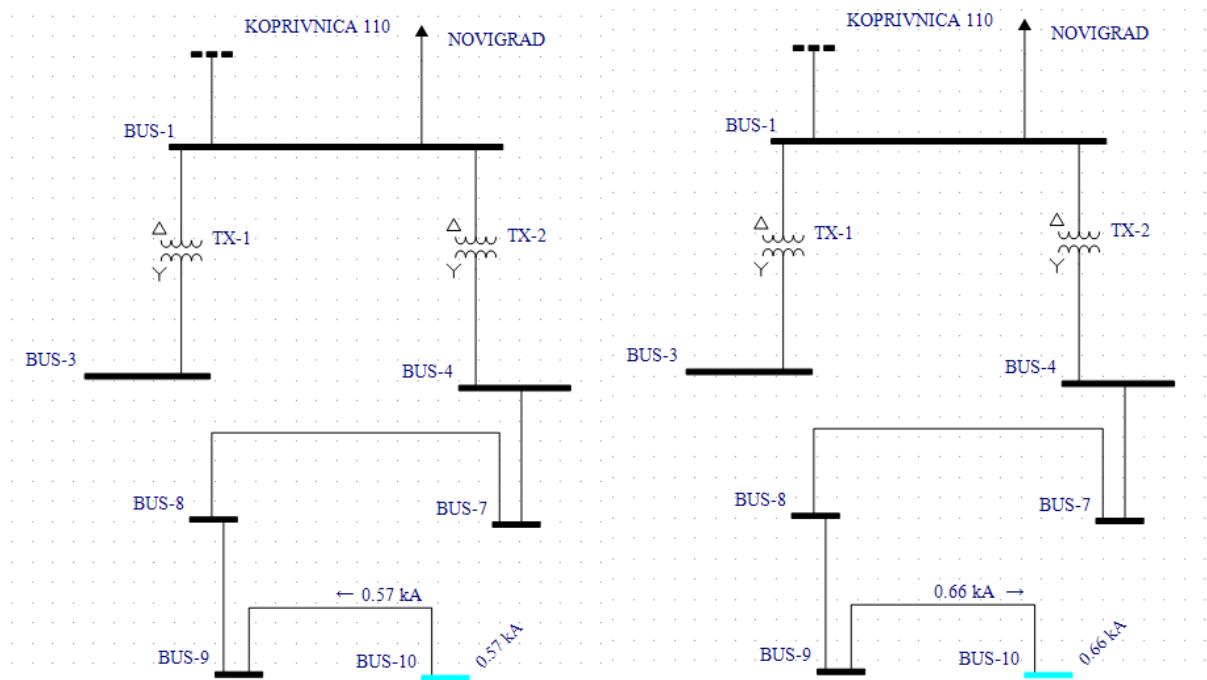 KOPRIVNICA 110
NOVIGRAD
BUS-1
TX-1
TX-2
BUS-3
BUS-4
BUS-8
BUS-7
← 0.57 kA
BUS-9
BUS-10
0.57 kA
KOPRIVNICA 110
NOVIGRAD
BUS-1
TX-1
TX-2
BUS-3
BUS-4
BUS-8
BUS-7
0.66 kA →
BUS-9
BUS-10
0.66 kA